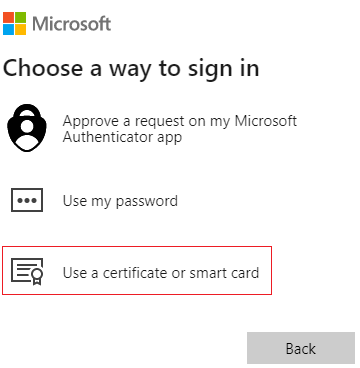 Microsoft
Choose a way to sign in
Approve a request on my Microsoft
Authenticator app
Use my password
Use a certificate or smart card
Back